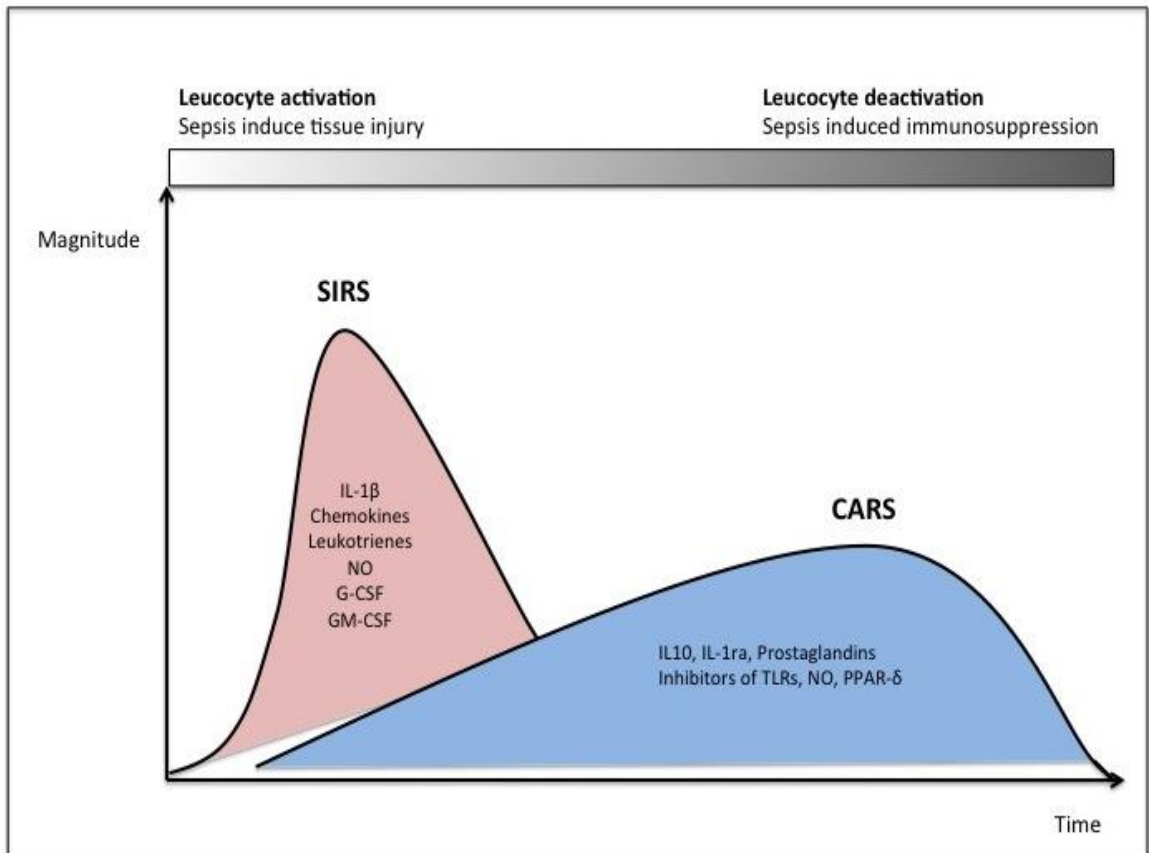 Leucocyte activation
Sepsis induce tissue injury
Leucocyte deactivation
Sepsis induced immunosuppression
Magnitude
SIRS
IL-1β
Chemokines
Leukotrienes
NO
G-CSF
GM-CSF
CARS
IL10, IL-1ra, Prostaglandins
Inhibitors of TLRs, NO, PPAR-δ
Time